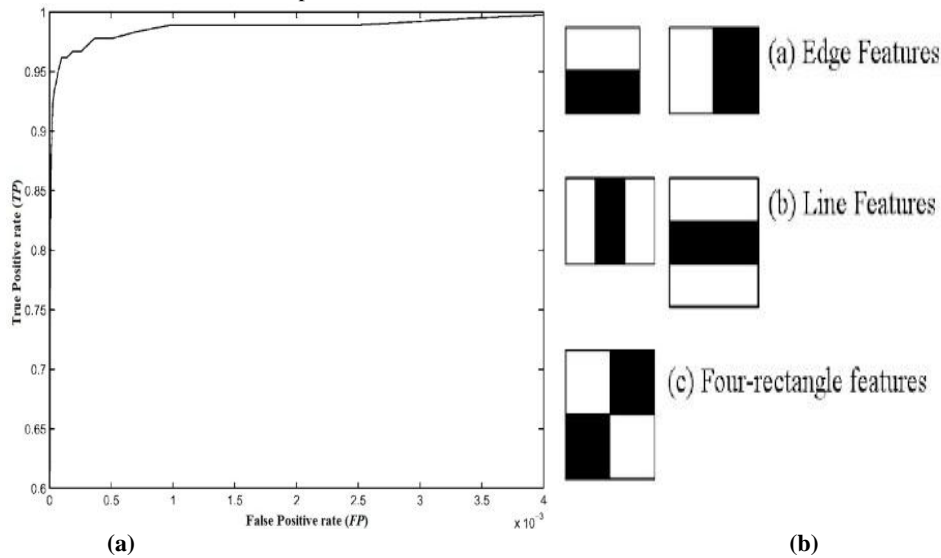 1
0.95
0.9
0.85
0.8
0.75
0.7
0.65
0.6
True Positive rate (TP)
0 0.5 1 1.5 2 2.5 3 3.5 4
x 10⁻³
False Positive rate (FP)
(a)
(a) Edge Features
(b) Line Features
(c) Four-rectangle features
(b)